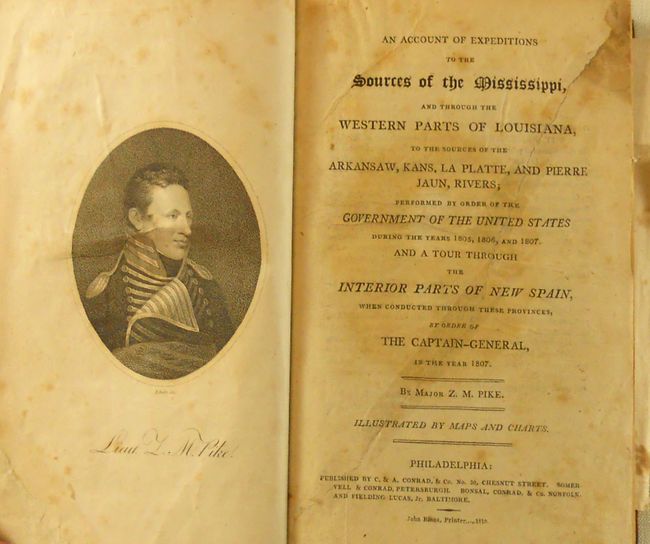 Lieut. Z. M. Pike.
AN ACCOUNT OF EXPEDITIONS
TO THE
Sources of the Mississippi,
AND THROUGH THE
WESTERN PARTS OF LOUISIANA,
TO THE SOURCES OF THE
ARKANSAW, KANS, LA PLATTE, AND PIERRE
JAUN, RIVERS;
PERFORMED BY ORDER OF THE
GOVERNMENT OF THE UNITED STATES
DURING THE YEARS 1805, 1806, AND 1807.
AND A TOUR THROUGH
THE
INTERIOR PARTS OF NEW SPAIN,
WHEN CONDUCTED THROUGH THESE PROVINCES,
BY ORDER OF
THE CAPTAIN-GENERAL,
IN THE YEAR 1807.
By Major Z. M. PIKE.
ILLUSTRATED BY MAPS AND CHARTS.
PHILADELPHIA:
PUBLISHED BY C. & A. CONRAD, & Co. No. 30, CHESNUT STREET. SOMER
VELL & CONRAD, PETERSBURGH. BONSAL, CONRAD, & Co. NORFOLK,
AND FIELDING LUCAS, Jr. BALTIMORE.
John Binns, Printer....1810.